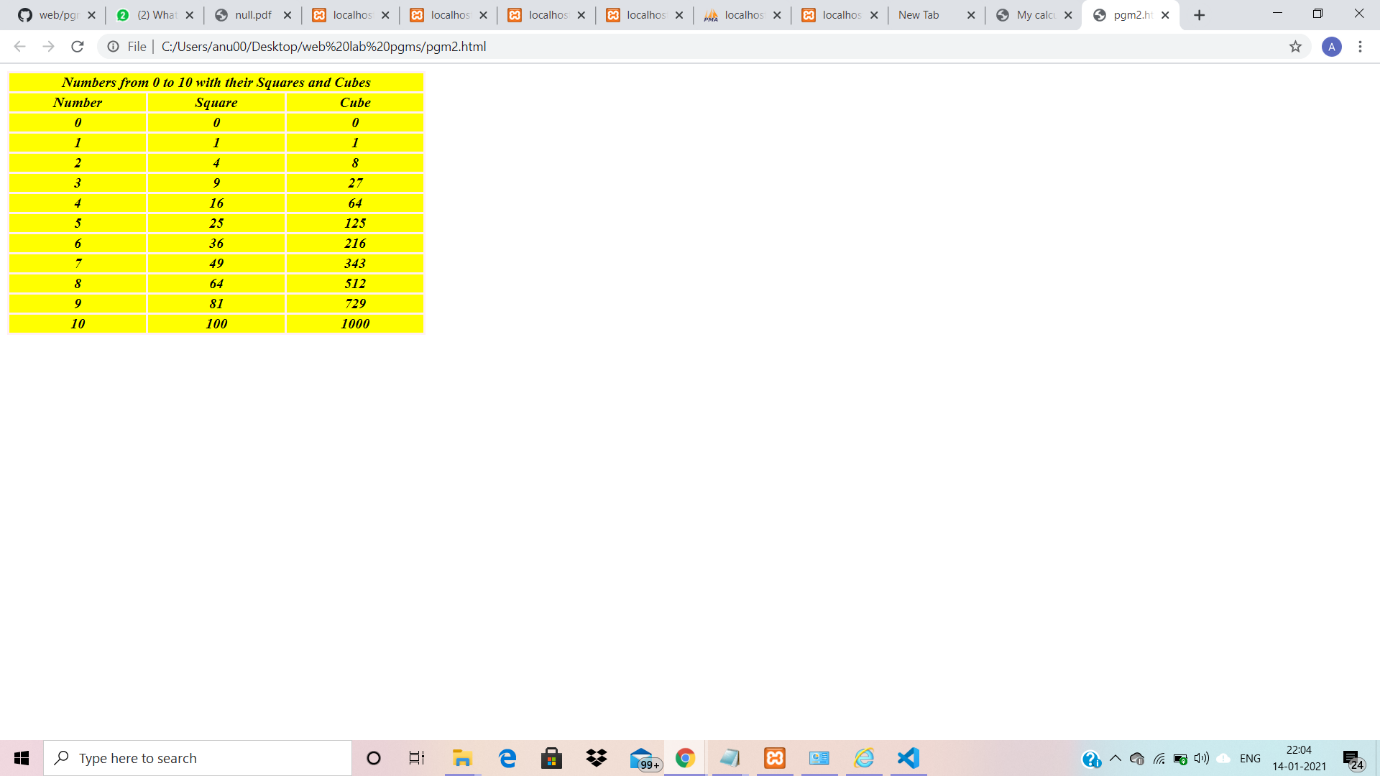 web/pg
(2) What
null.pdf
localhos
localhos
localhos
localhos
localhos
localhos
New Tab
My calc
pgm2.h
File | C:/Users/anu00/Desktop/web%20lab%20pgms/pgm2.html
A
Numbers from 0 to 10 with their Squares and Cubes
Number Square Cube
0 0 0
1 1 1
2 4 8
3 9 27
4 16 64
5 25 125
6 36 216
7 49 343
8 64 512
9 81 729
10 100 1000
Type here to search
99+
ENG
22:04
14-01-2021
24